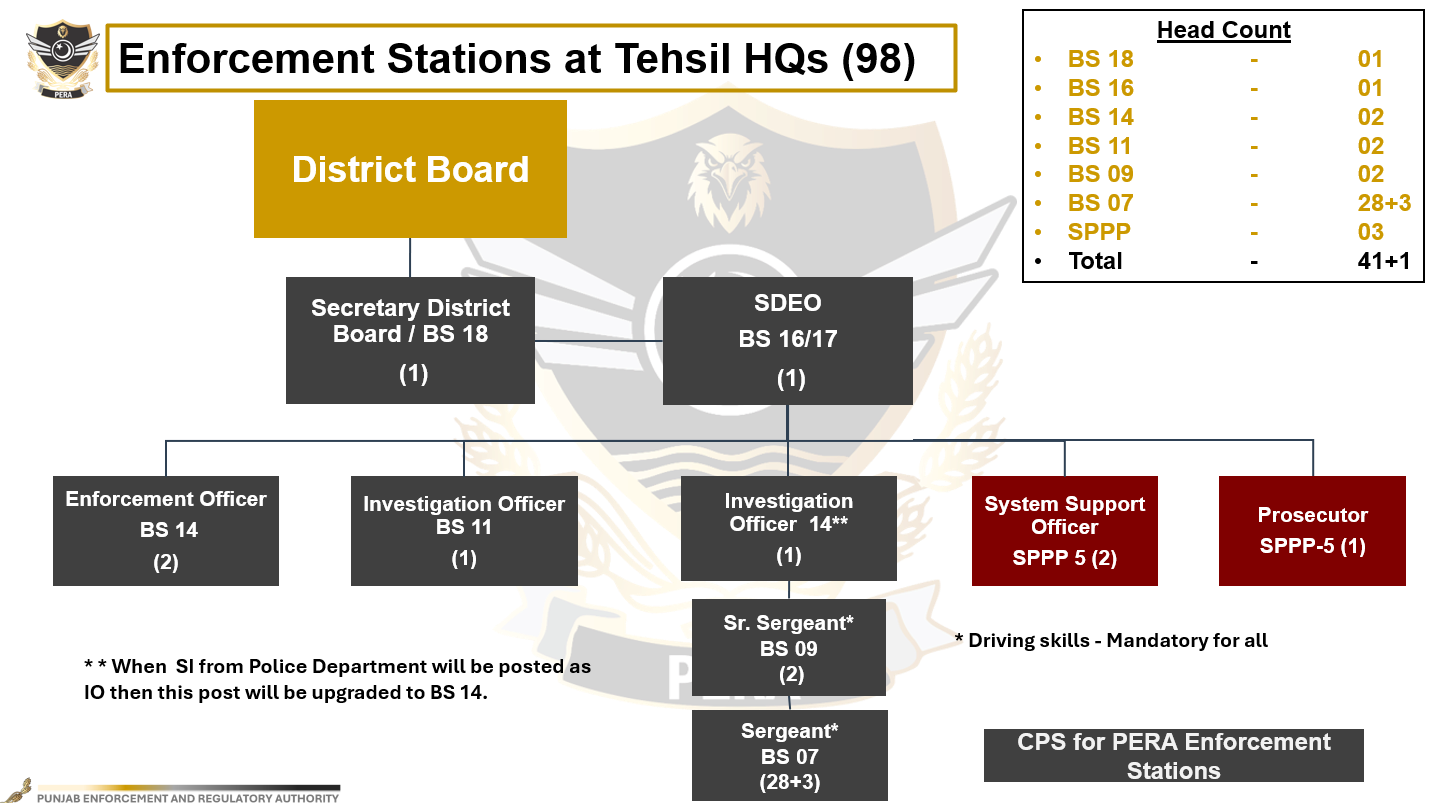 PERA
Enforcement Stations at Tehsil HQs (98)
Head Count
• BS 18 - 01
• BS 16 - 01
• BS 14 - 02
• BS 11 - 02
• BS 09 - 02
• BS 07 - 28+3
• SPPP - 03
• Total - 41+1
District Board
Secretary District
Board / BS 18
(1)
SDEO
BS 16/17
(1)
Enforcement Officer
BS 14
(2)
Investigation Officer
BS 11
(1)
Investigation
Officer 14**
(1)
System Support
Officer
SPPP 5 (2)
Prosecutor
SPPP-5 (1)
Sr. Sergeant*
BS 09
(2)
* Driving skills - Mandatory for all
* * When SI from Police Department will be posted as
IO then this post will be upgraded to BS 14.
Sergeant*
BS 07
(28+3)
CPS for PERA Enforcement
Stations
PUNJAB ENFORCEMENT AND REGULATORY AUTHORITY